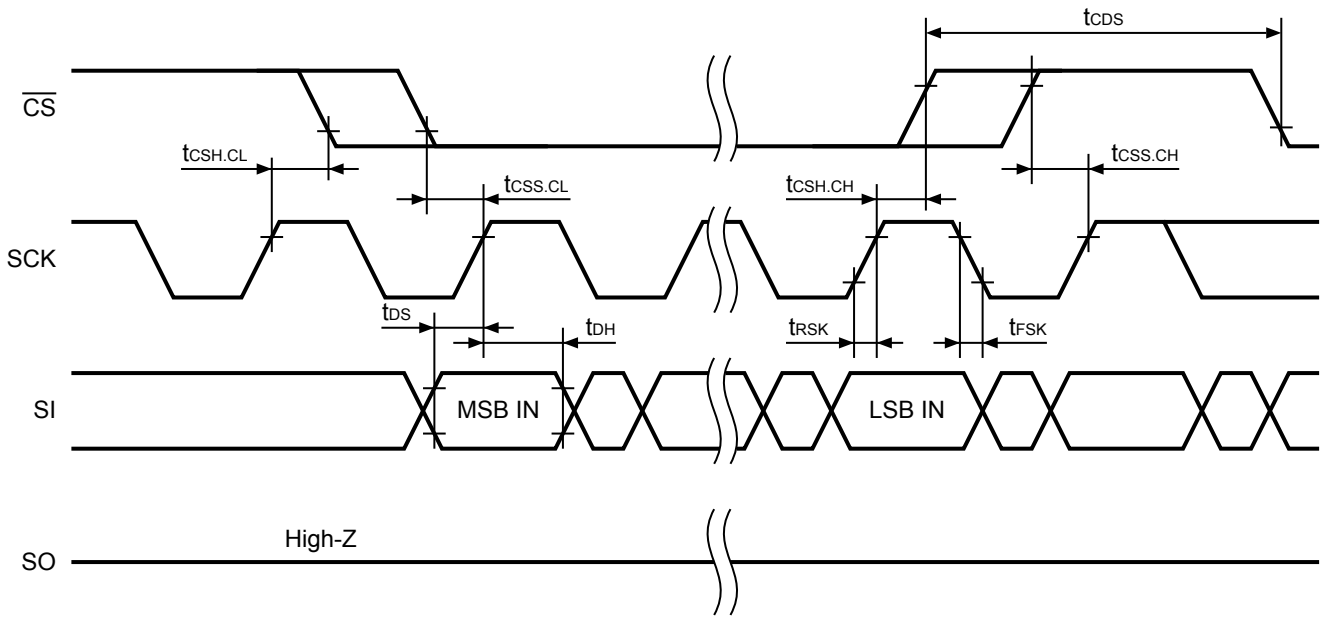 tCDS
CS
tCSH.CL
tCSS.CL
tCSH.CH
tCSS.CH
SCK
tDS
tDH
tRSK
tFSK
SI
MSB IN
LSB IN
High-Z
SO